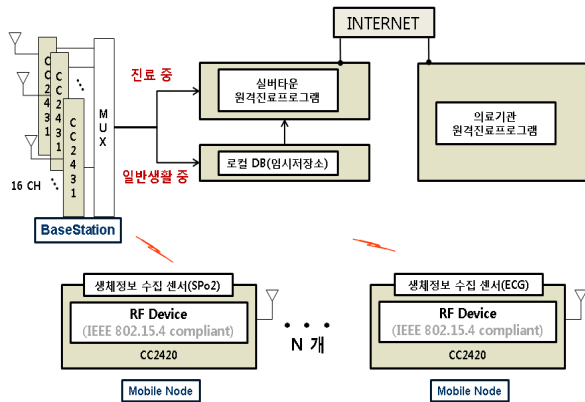 INTERNET
CC2431
CC2431
CC2431
MUX
16 CH
BaseStation
진료 중
일반생활 중
실버타운
원격진료프로그램
로컬 DB(임시저장소)
의료기관
원격진료프로그램
생체정보 수집 센서(SPo2)
RF Device
(IEEE 802.15.4 compliant)
CC2420
Mobile Node
• • •
N 개
생체정보 수집 센서(ECG)
RF Device
(IEEE 802.15.4 compliant)
CC2420
Mobile Node